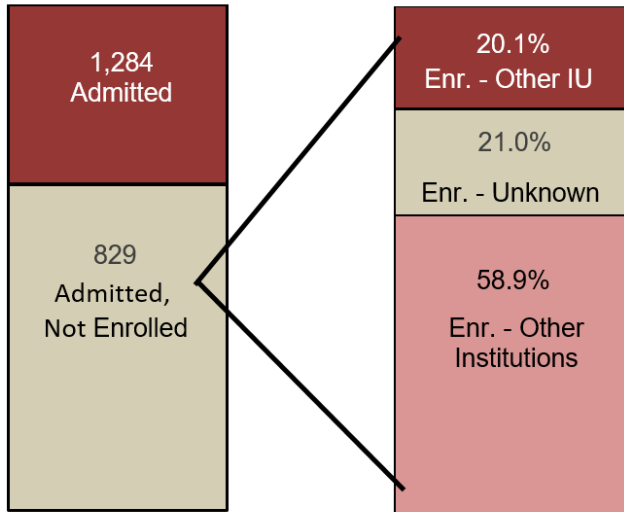 1,284
Admitted
829
Admitted,
Not Enrolled
20.1%
Enr. - Other IU
21.0%
Enr. - Unknown
58.9%
Enr. - Other
Institutions